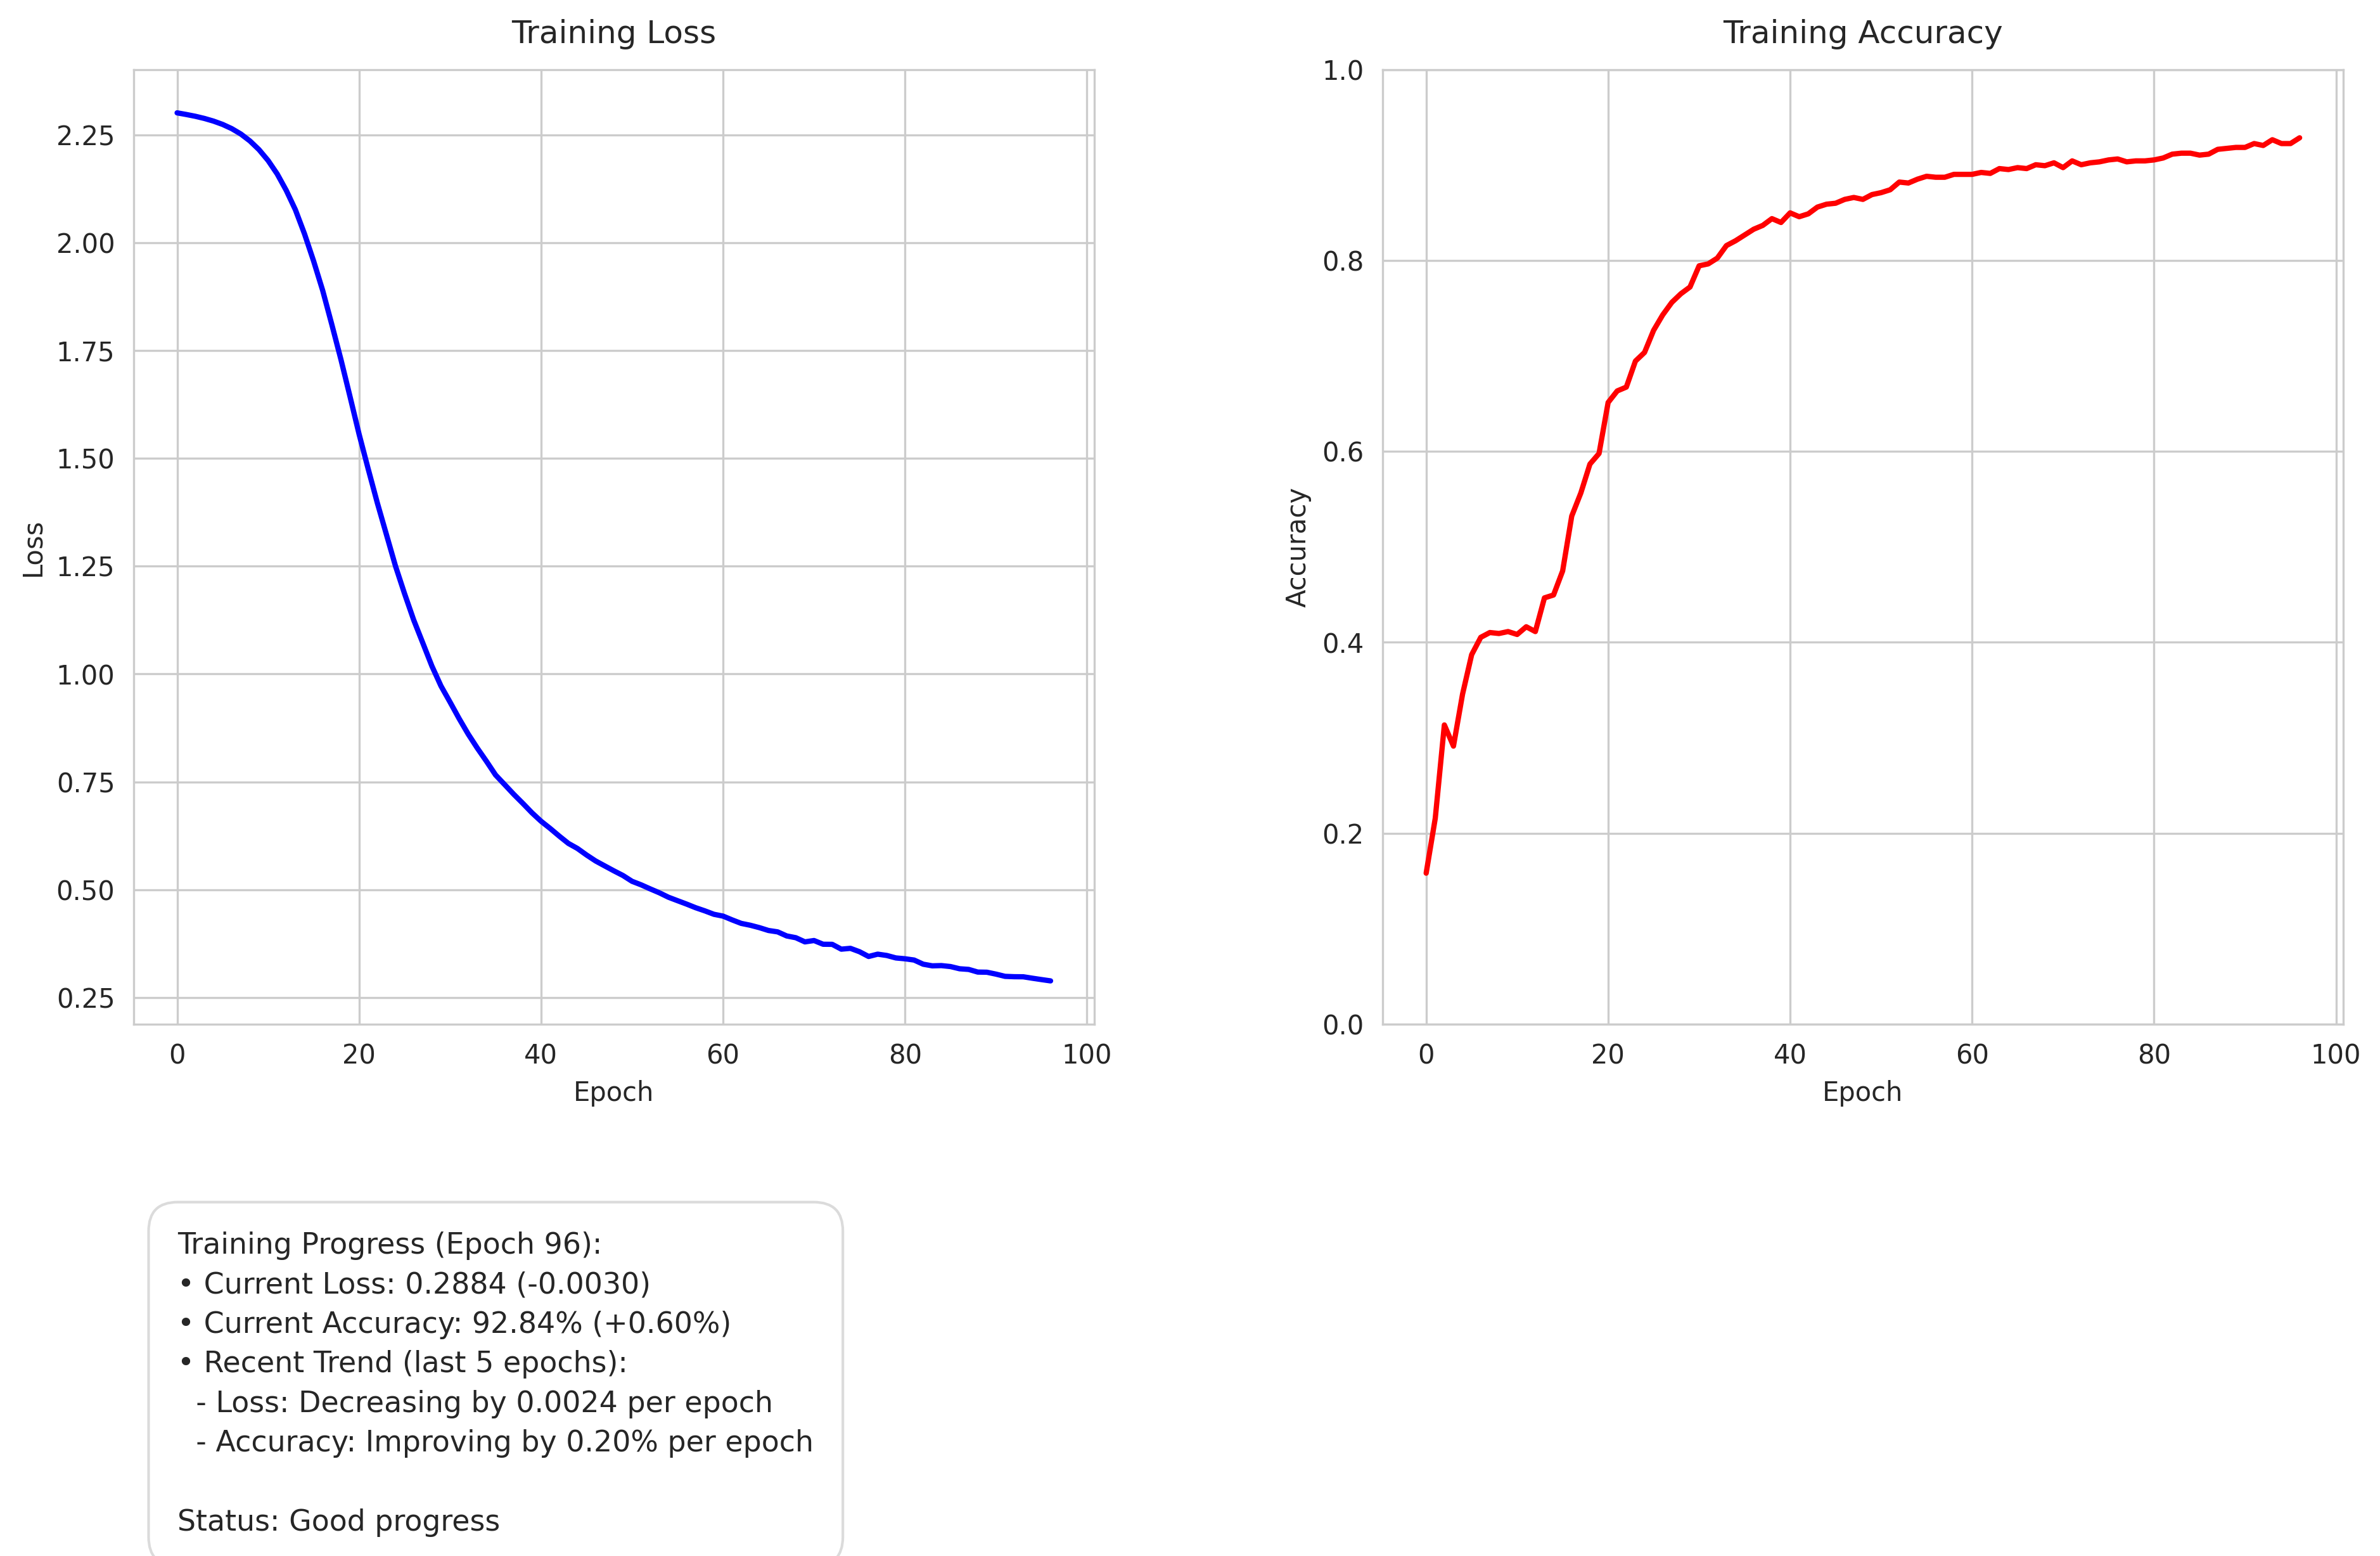 Training Loss
2.25
2.00
1.75
1.50
1.25
1.00
0.75
0.50
0.25
Loss
0 20 40 60 80 100
Epoch
Training Accuracy
1.0
0.8
0.6
0.4
0.2
0.0
Accuracy
0 20 40 60 80 100
Epoch
Training Progress (Epoch 96):
• Current Loss: 0.2884 (-0.0030)
• Current Accuracy: 92.84% (+0.60%)
• Recent Trend (last 5 epochs):
- Loss: Decreasing by 0.0024 per epoch
- Accuracy: Improving by 0.20% per epoch
Status: Good progress